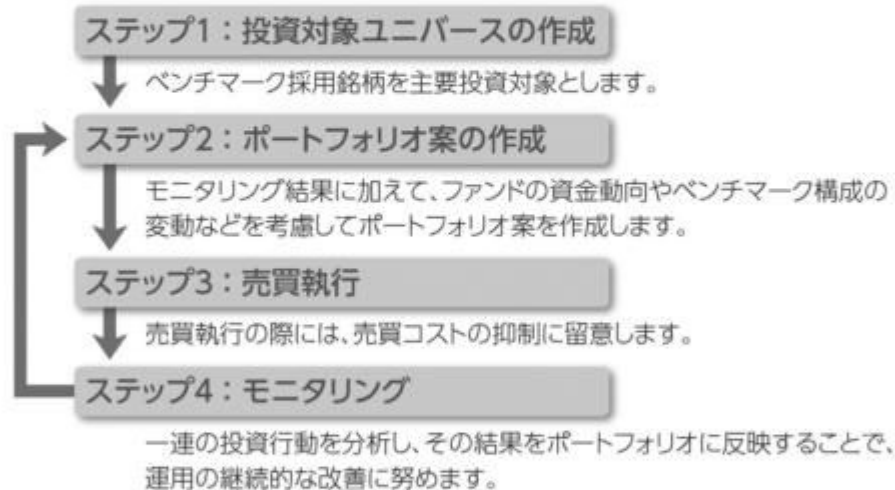 ステップ1：投資対象ユニバースの作成
ベンチマーク採用銘柄を主要投資対象とします。
ステップ2：ポートフォリオ案の作成
モニタリング結果に加えて、ファンドの資金動向やベンチマーク構成の
変動などを考慮してポートフォリオ案を作成します。
ステップ3：売買執行
売買執行の際には、売買コストの抑制に留意します。
ステップ4：モニタリング
一連の投資行動を分析し、その結果をポートフォリオに反映することで、
運用の継続的な改善に努めます。